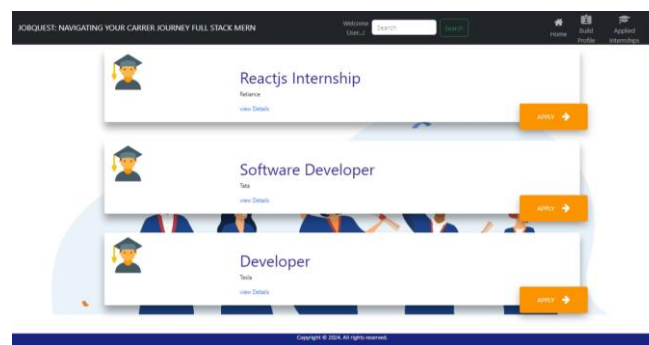 JOBQUEST: NAVIGATING YOUR CARRER JOURNEY FULL STACK MERN
Welcome
User...!
Search
Search
Home
Build
Profile
Applied
Internships
Reactjs Internship
Reliance
view Details
APPLY
Software Developer
Tata
view Details
APPLY
Developer
Tesla
view Details
APPLY
Copyright © 2024. All rights reserved.